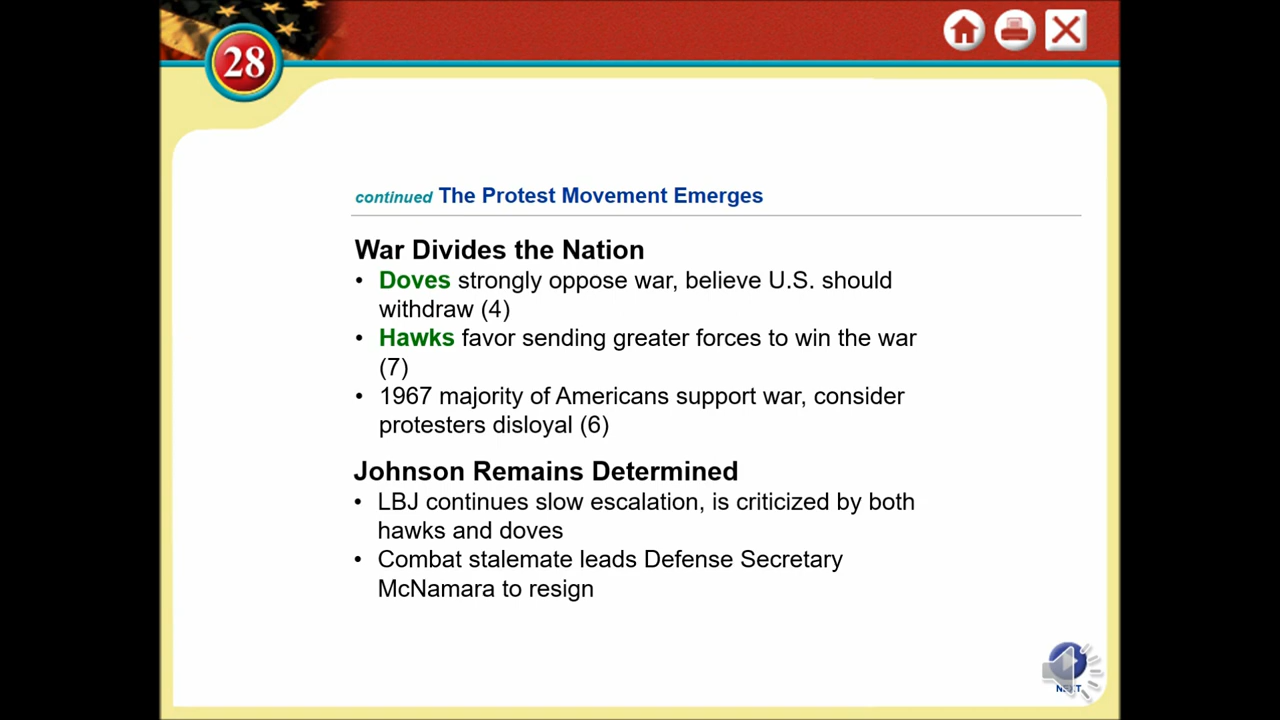 28
continued The Protest Movement Emerges
War Divides the Nation
• Doves strongly oppose war, believe U.S. should
withdraw (4)
• Hawks favor sending greater forces to win the war
(7)
• 1967 majority of Americans support war, consider
protesters disloyal (6)
Johnson Remains Determined
• LBJ continues slow escalation, is criticized by both
hawks and doves
• Combat stalemate leads Defense Secretary
McNamara to resign
NEXT